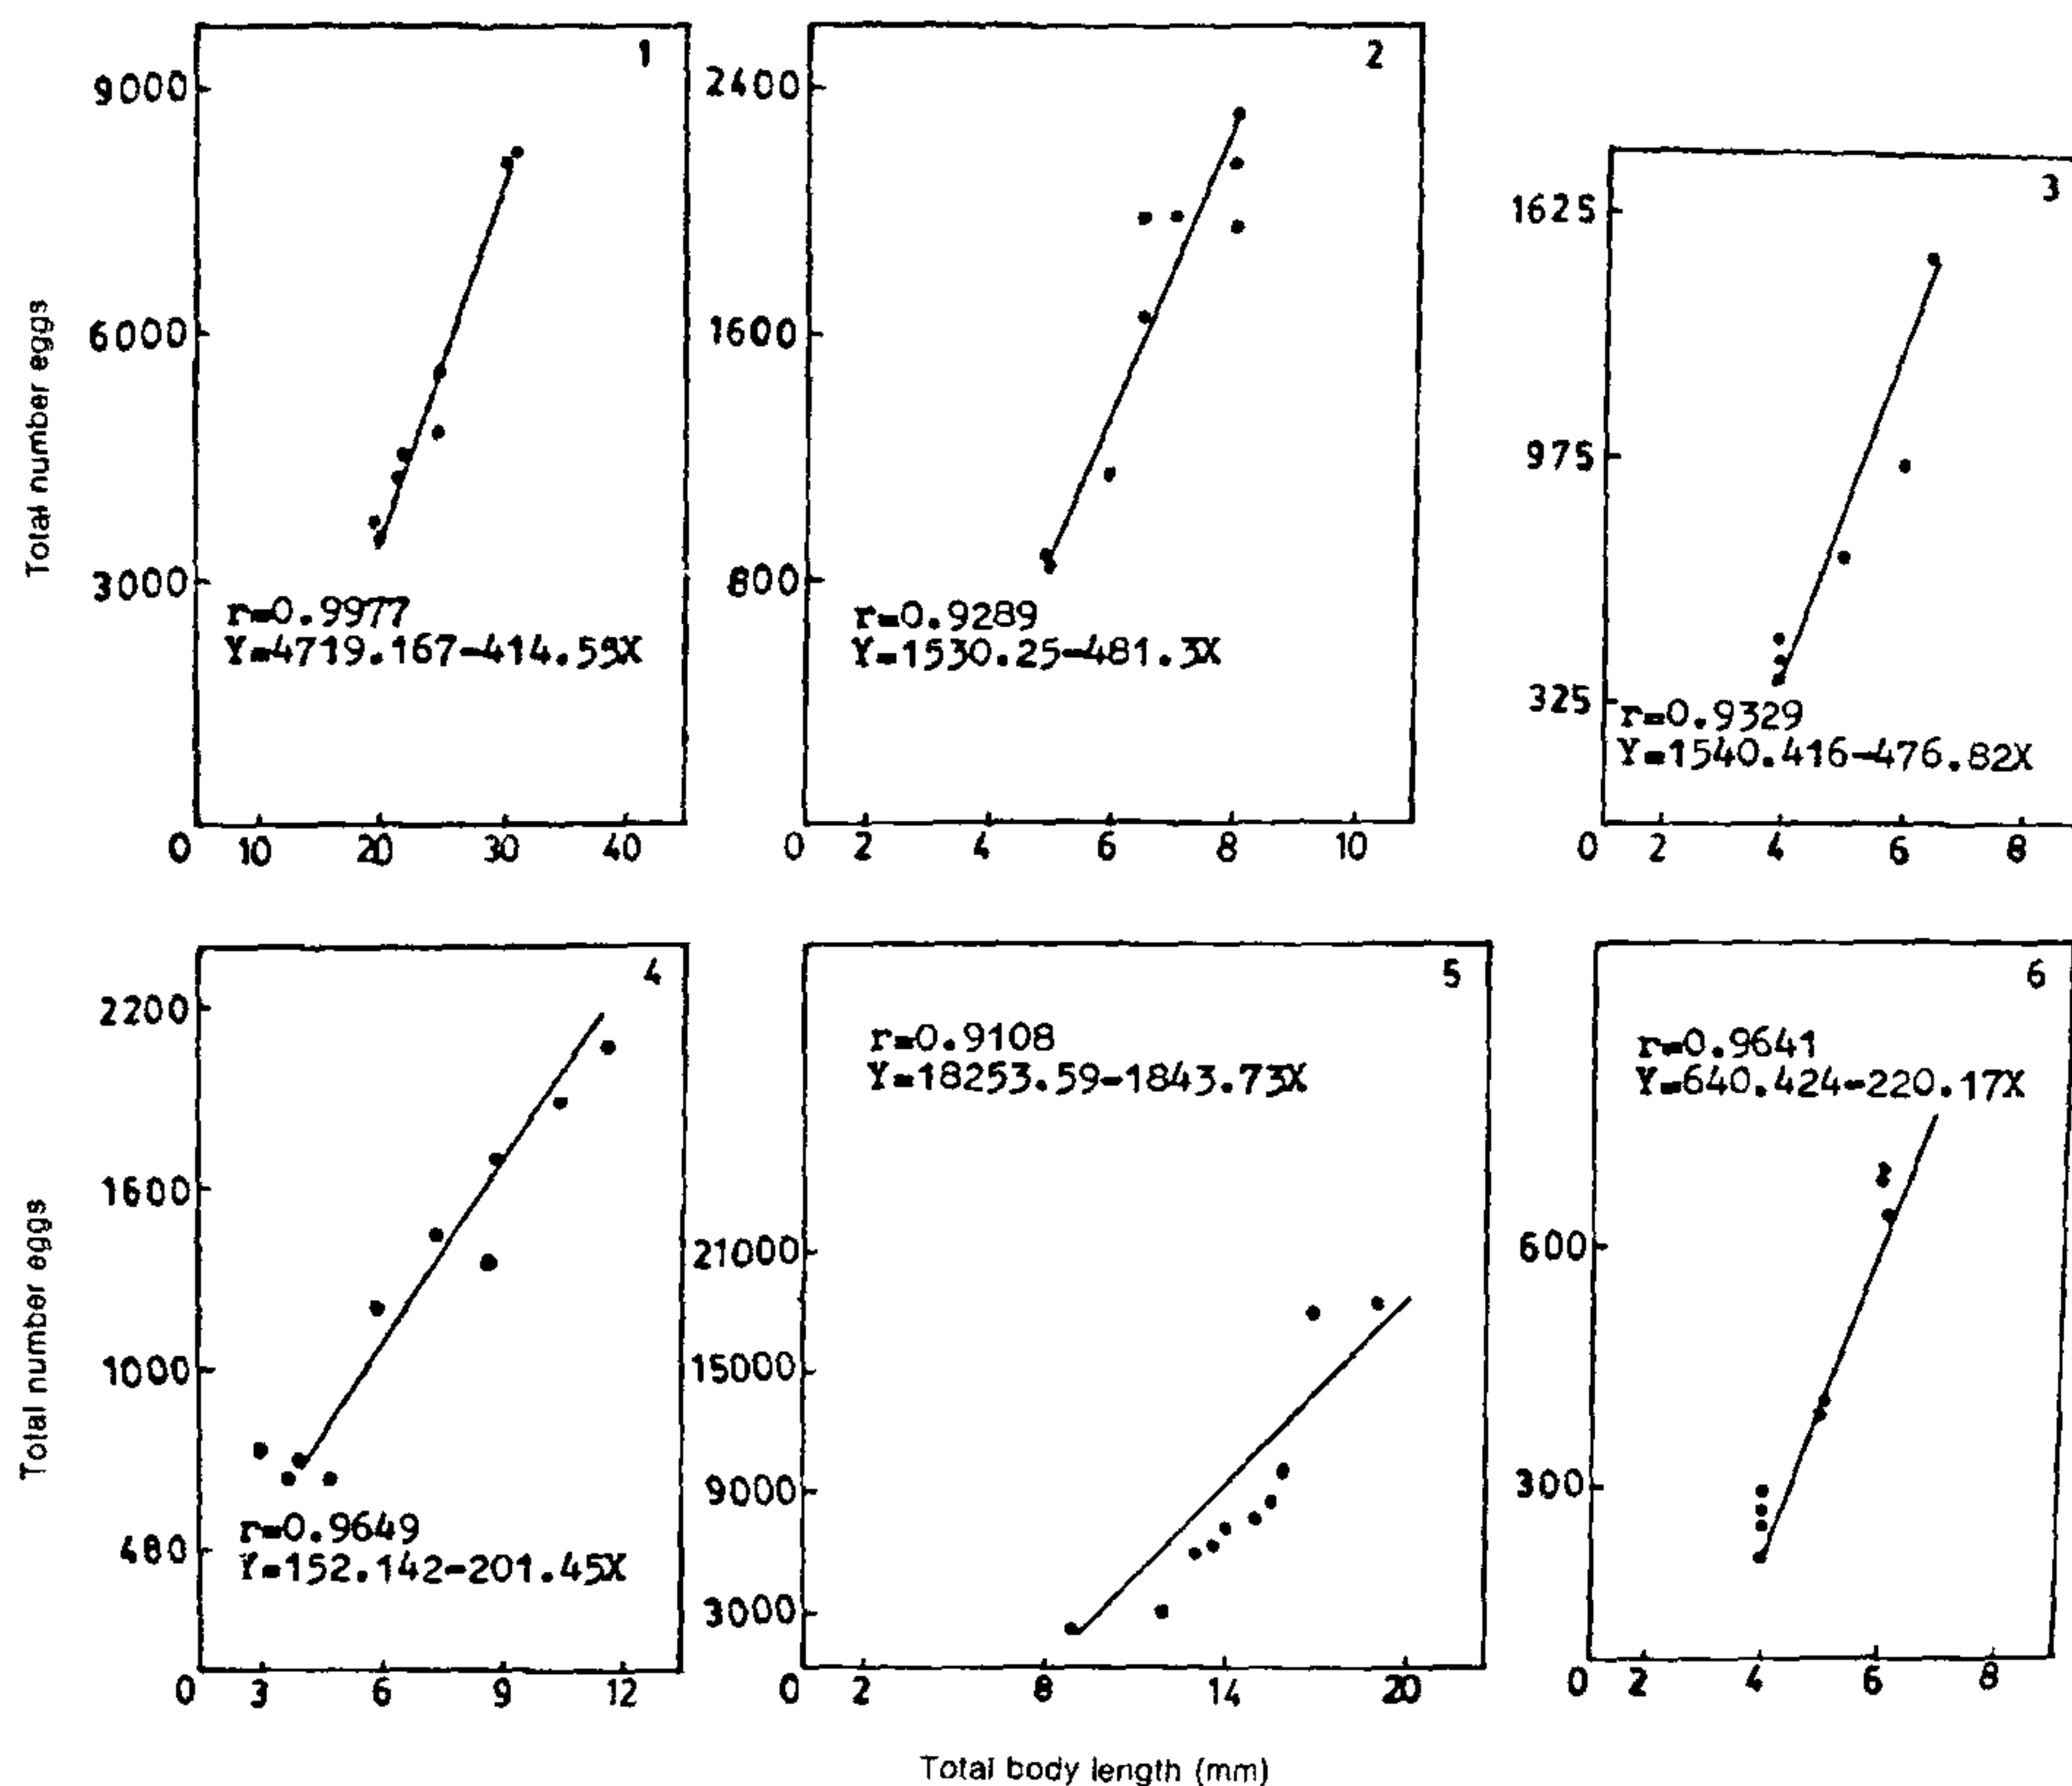 1
9000
6000
3000
r=0.9977
Y=4719.167-414.55X
0 10 20 30 40
2
2400
1600
800
r=0.9289
Y=1530.25-481.3X
0 2 4 6 8 10
3
1625
975
325
r=0.9329
Y=1540.416-476.82X
0 2 4 6 8
Total number eggs
4
2200
1600
1000
480
r=0.9649
Y=152.142-201.45X
0 3 6 9 12
5
r=0.9108
Y=18253.59-1843.73X
21000
15000
9000
3000
0 2 8 14 20
6
r=0.9641
Y=640.424-220.17X
600
300
0 2 4 6 8
Total number eggs
Total body length (mm)